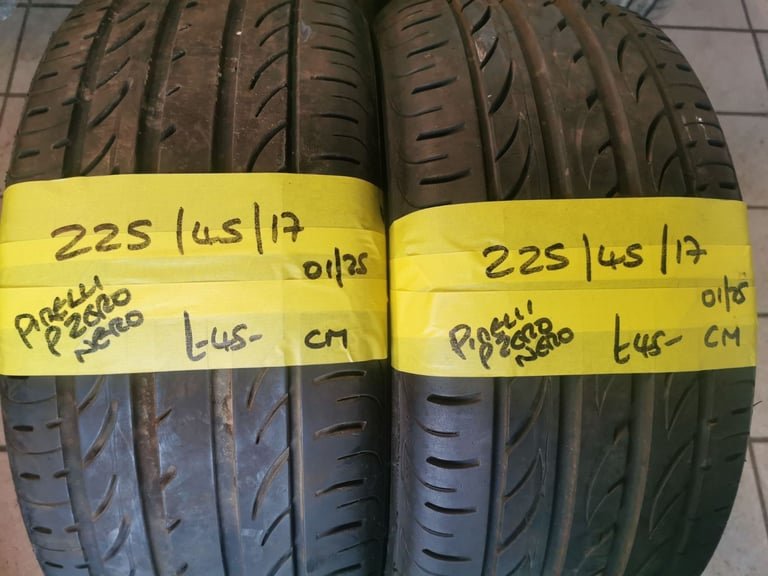 225/45/17
01/25
PIRELLI
PZERO
NERO
£45-
CM
225/45/17
01/25
PIRELLI
PZERO
NERO
£45-
CM